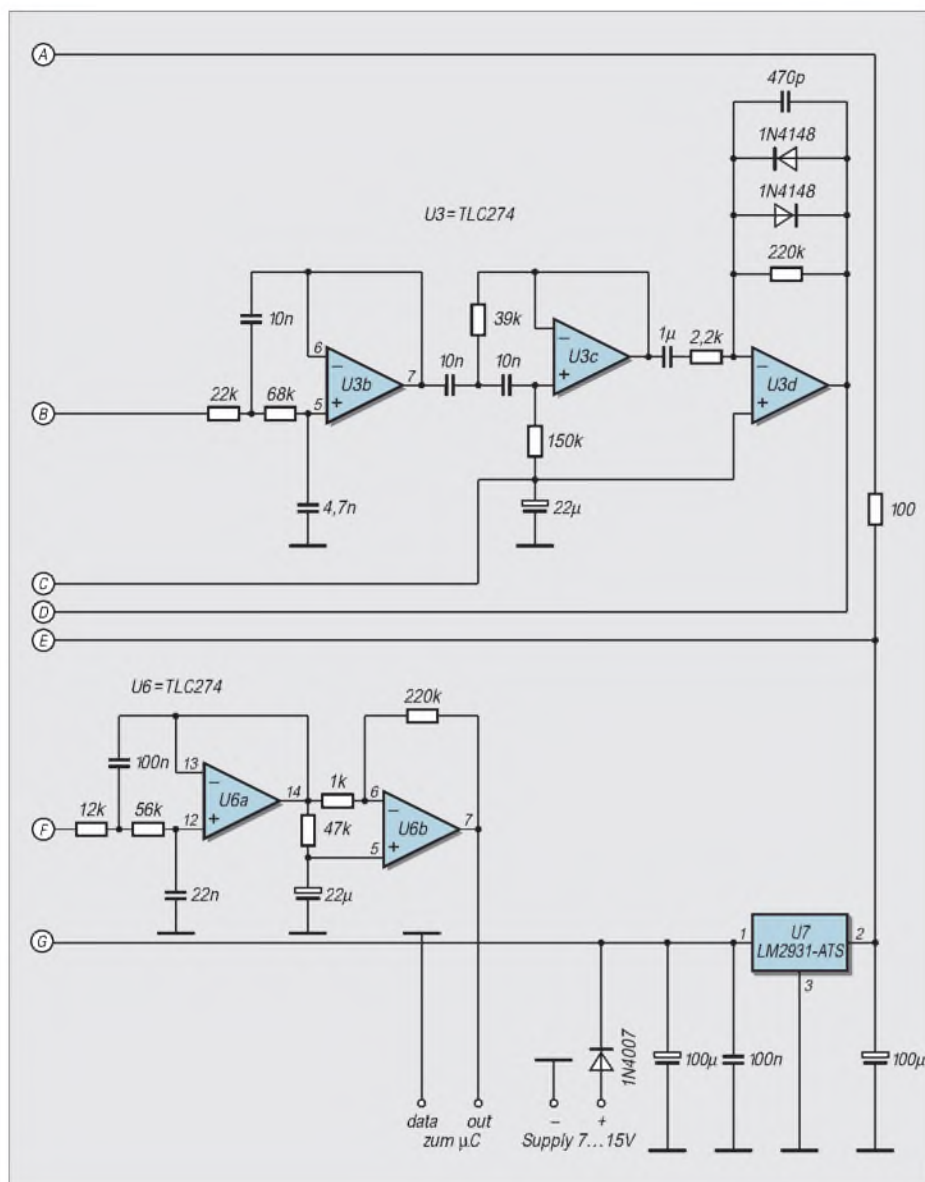 A
470p
1N4148
1N4148
U3=TLC274
220k
10n
39k
1µ
2,2k
6
−
U3b
7
5
+
10n
10n
−
U3c
+
−
U3d
+
B
22k
68k
150k
4,7n
22µ
100
C
D
E
U6=TLC274
220k
100n
13
−
U6a
14
12
+
1k
6
−
U6b
7
5
+
F
12k
56k
47k
22n
22µ
G
1
U7
LM2931-ATS
2
3
100µ
100n
1N4007
100µ
data
out
zum µC
−
+
Supply 7...15V